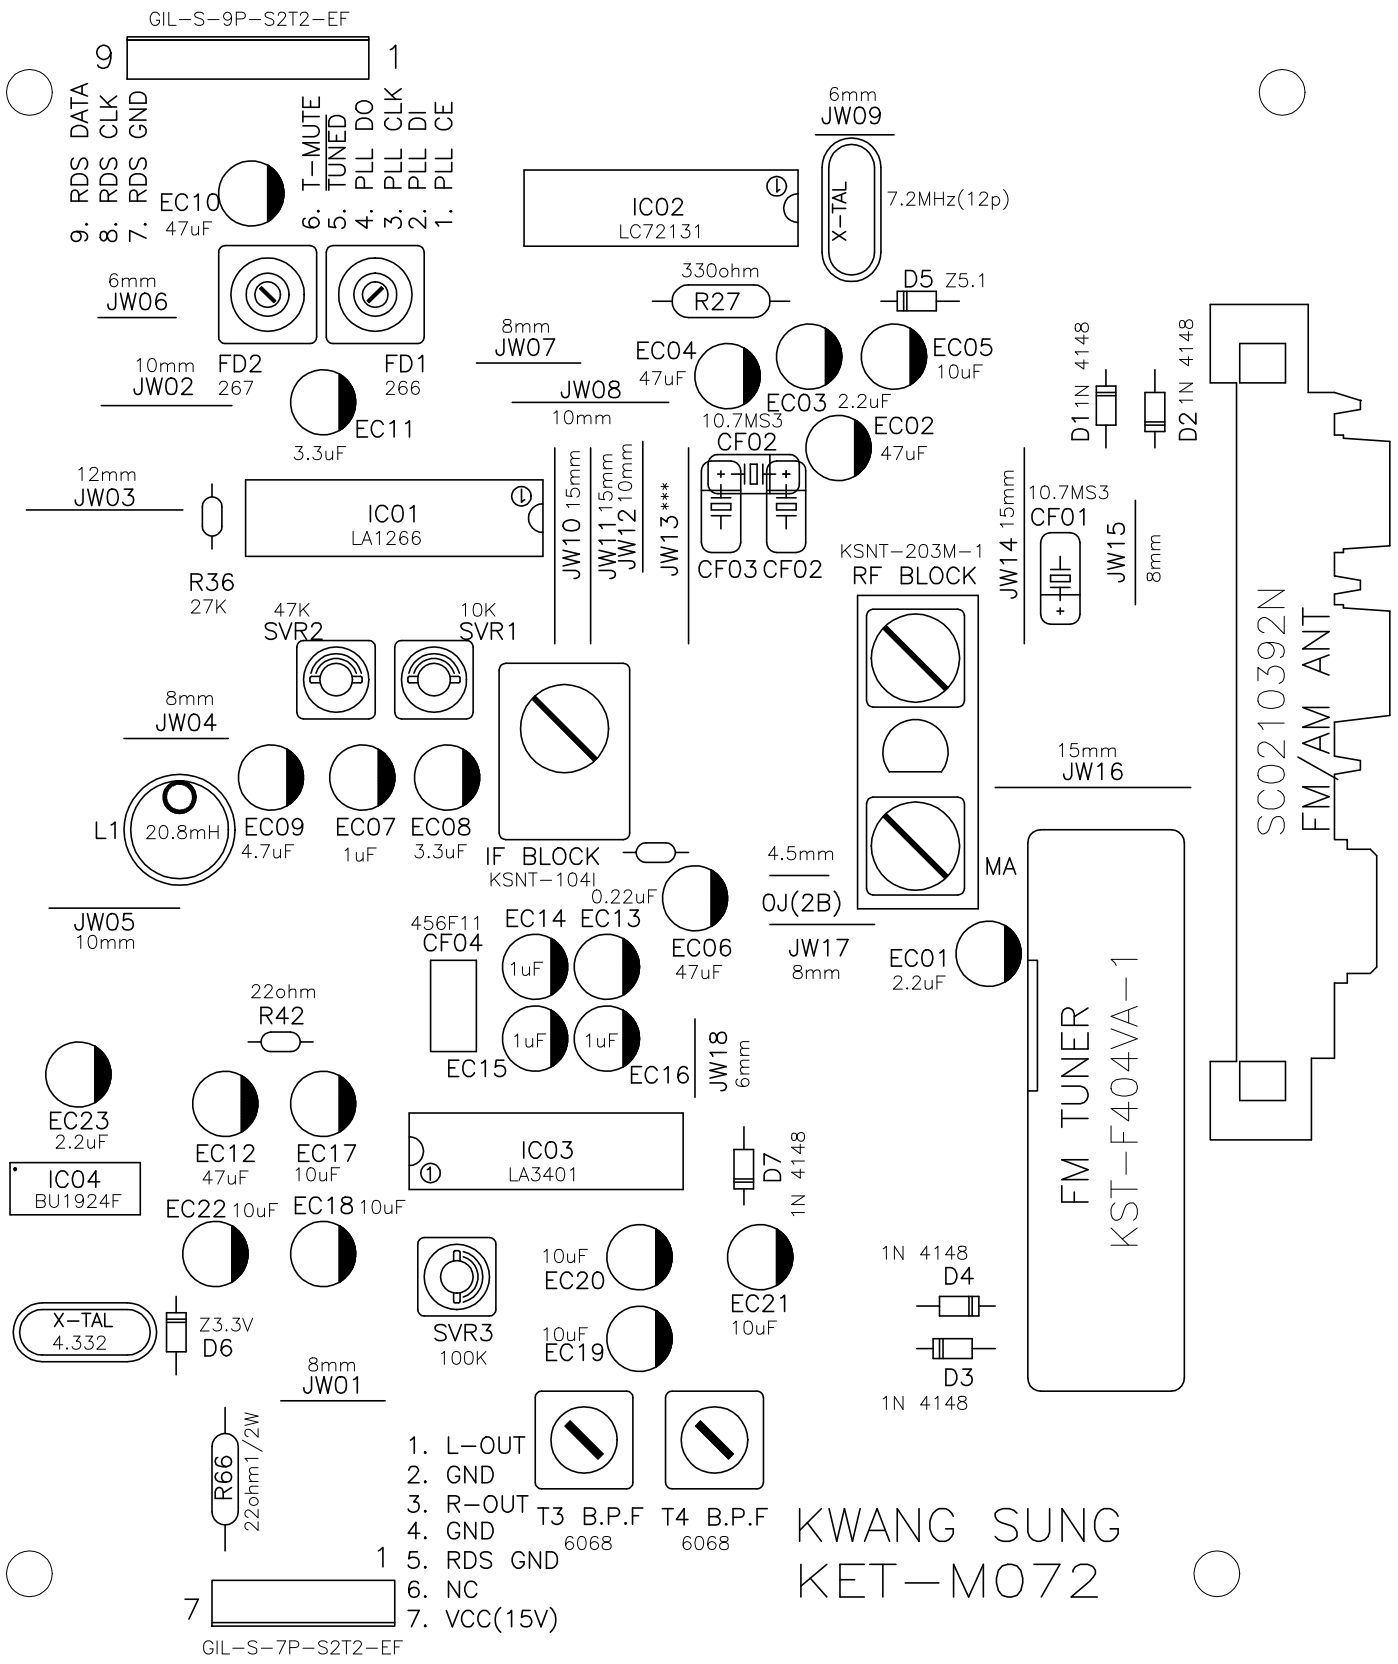 GIL-S-9P-S2T2-EF
9
1
9. RDS DATA
8. RDS CLK
7. RDS GND
6. T-MUTE
5. TUNED
4. PLL DO
3. PLL CLK
2. PLL DI
1. PLL CE
EC10
47uF
6mm
JW09
X-TAL
7.2MHz(12p)
1
IC02
LC72131
6mm
JW06
FD2
267
FD1
266
330ohm
R27
D5 Z5.1
8mm
JW07
10mm
JW02
EC11
3.3uF
JW08
10mm
EC04
47uF
EC03 2.2uF
EC05
10uF
EC02
47uF
10.7MS3
CF02
CF03 CF02
D1 1N 4148
D2 1N 4148
12mm
JW03
R36
27K
1
IC01
LA1266
JW10 15mm
JW11 15mm
JW12 10mm
JW13 ***
JW14 15mm
10.7MS3
CF01
JW15
8mm
KSNT-203M-1
RF BLOCK
47K
SVR2
10K
SVR1
SC0210392N
FM/AM ANT
8mm
JW04
15mm
JW16
L1
20.8mH
EC09
4.7uF
EC07
1uF
EC08
3.3uF
IF BLOCK
KSNT-104I
0.22uF
EC06
47uF
4.5mm
0J(2B)
JW17
8mm
MA
EC01
2.2uF
JW05
10mm
456F11
CF04
EC14
1uF
EC13
EC15
1uF
1uF
EC16
JW18
6mm
22ohm
R42
FM TUNER
KST-F404VA-1
EC23
2.2uF
EC12
47uF
EC17
10uF
1
IC03
LA3401
D7
1N 4148
IC04
BU1924F
EC22 10uF
EC18 10uF
10uF
EC20
EC21
10uF
10uF
EC19
1N 4148
D4
D3
1N 4148
X-TAL
4.332
Z3.3V
D6
SVR3
100K
8mm
JW01
R66
22ohm1/2W
1. L-OUT
2. GND
3. R-OUT
4. GND
5. RDS GND
6. NC
7. VCC(15V)
T3 B.P.F
6068
T4 B.P.F
6068
1
7
GIL-S-7P-S2T2-EF
KWANG SUNG
KET-M072